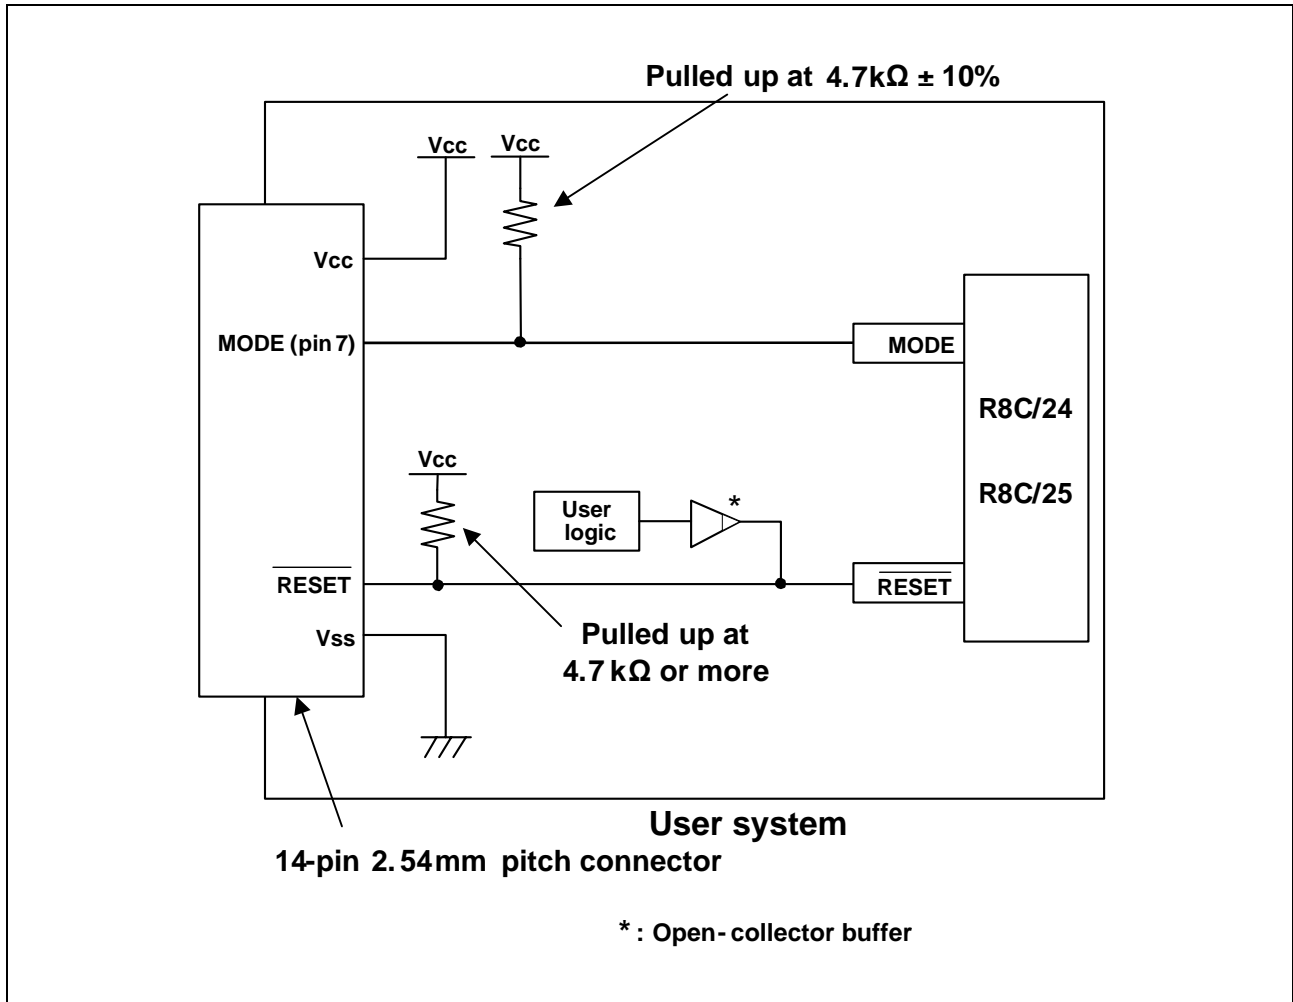 Pulled up at 4.7kΩ ± 10%
Vcc
Vcc
Vcc
MODE (pin 7)
MODE
R8C/24
R8C/25
Vcc
*
User
logic
RESET
RESET
Vss
Pulled up at
4.7 kΩ or more
User system
14-pin 2.54mm pitch connector
* : Open-collector buffer